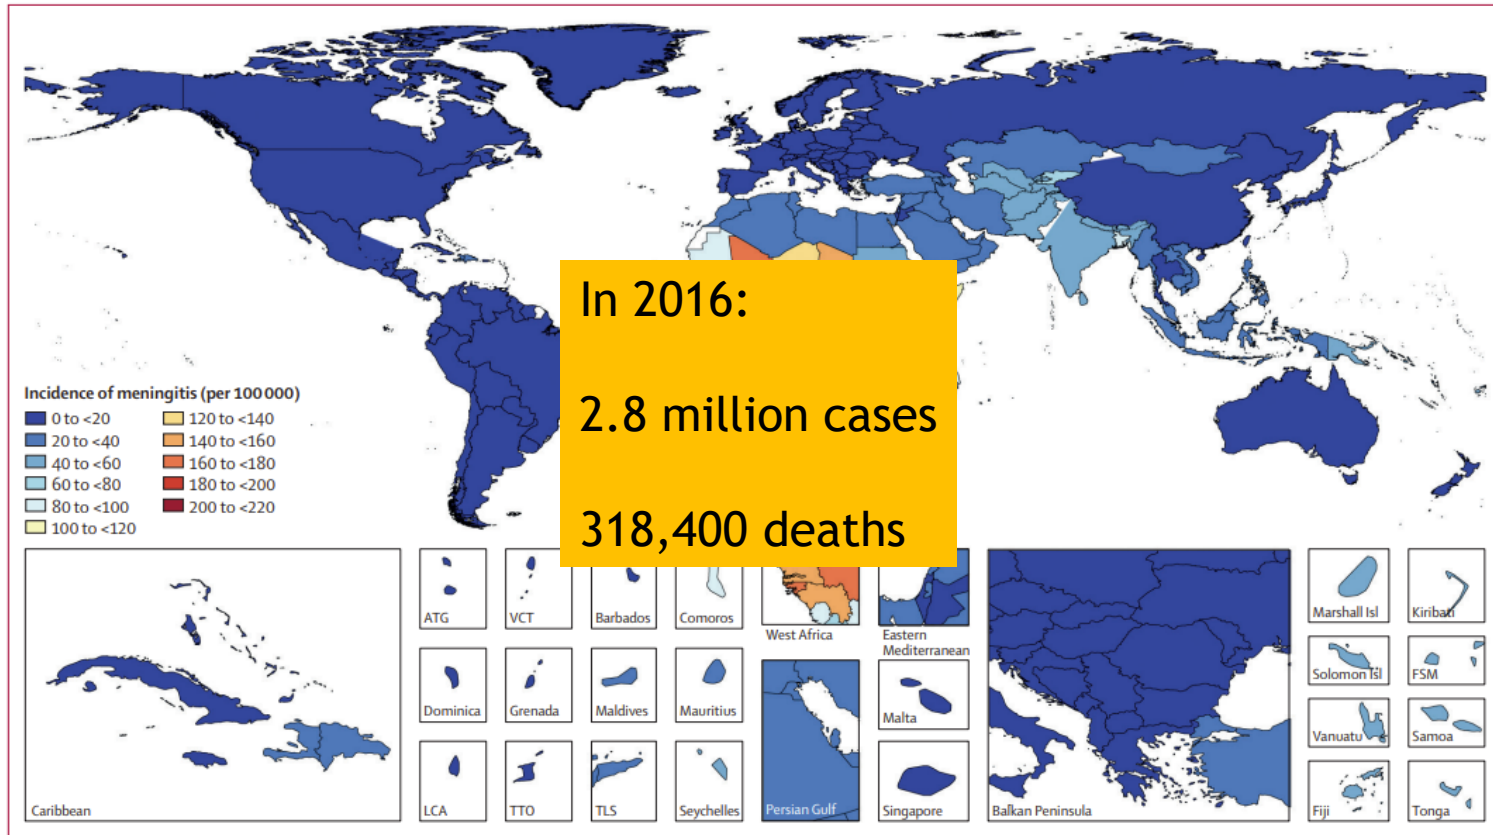 In 2016:
2.8 million cases
318,400 deaths
Incidence of meningitis (per 100 000)
0 to <20
20 to <40
40 to <60
60 to <80
80 to <100
100 to <120
120 to <140
140 to <160
160 to <180
180 to <200
200 to <220
Caribbean
ATG
VCT
Barbados
Comoros
West Africa
Eastern
Mediterranean
Dominica
Grenada
Maldives
Mauritius
Malta
LCA
TTO
TLS
Seychelles
Persian Gulf
Singapore
Balkan Peninsula
Marshall Isl
Kiribati
Solomon Isl
FSM
Vanuatu
Samoa
Fiji
Tonga